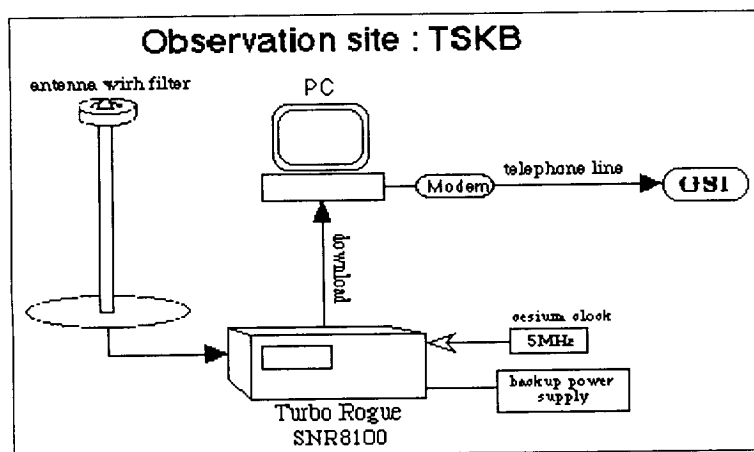 Observation site : TSKB
antenna wirh filter
PC
Modem
telephone line
GSI
download
cesium clock
5MHz
backup power
supply
Turbo Rogue
SNR8100